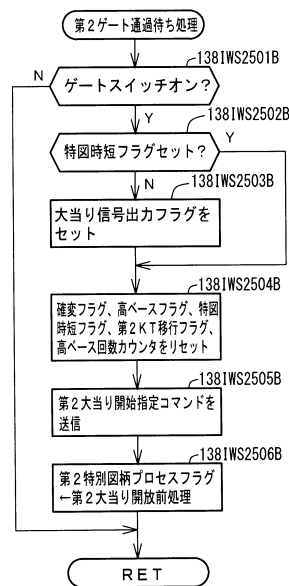 第2ゲート通過待ち処理
138IWS2501B
N
ゲートスイッチオン?
Y
138IWS2502B
特図時短フラグセット?
Y
N
138IWS2503B
大当り信号出力フラグを
セット
138IWS2504B
確変フラグ、高ベースフラグ、特図
時短フラグ、第2KT移行フラグ、
高ベース回数カウンタをリセット
138IWS2505B
第2大当り開始指定コマンドを
送信
138IWS2506B
第2特別図柄プロセスフラグ
←第2大当り開放前処理
RET